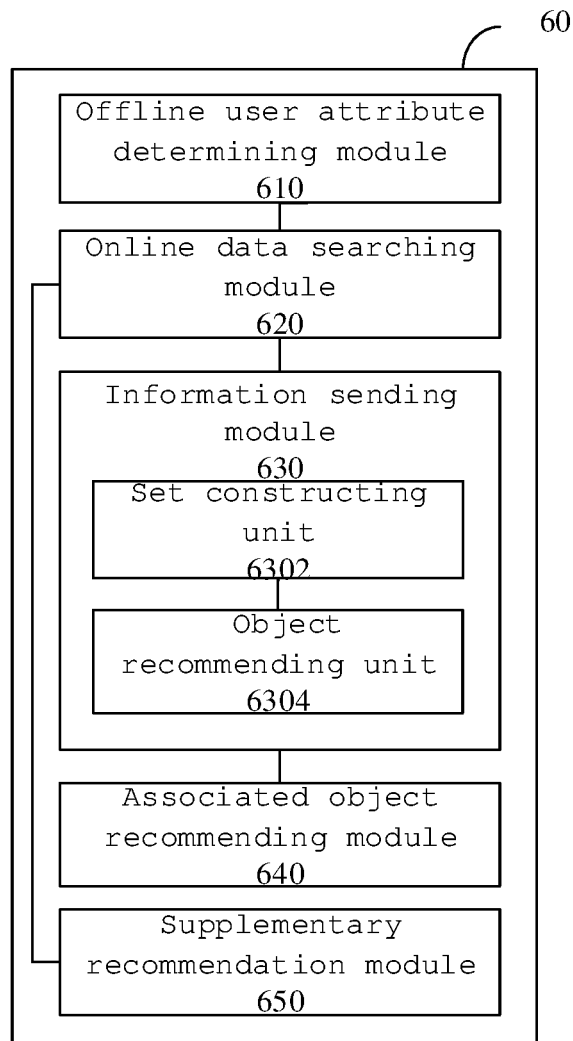 60
Offline user attribute
determining module
610
Online data searching
module
620
Information sending
module
630
Set constructing
unit
6302
Object
recommending unit
6304
Associated object
recommending module
640
Supplementary
recommendation module
650